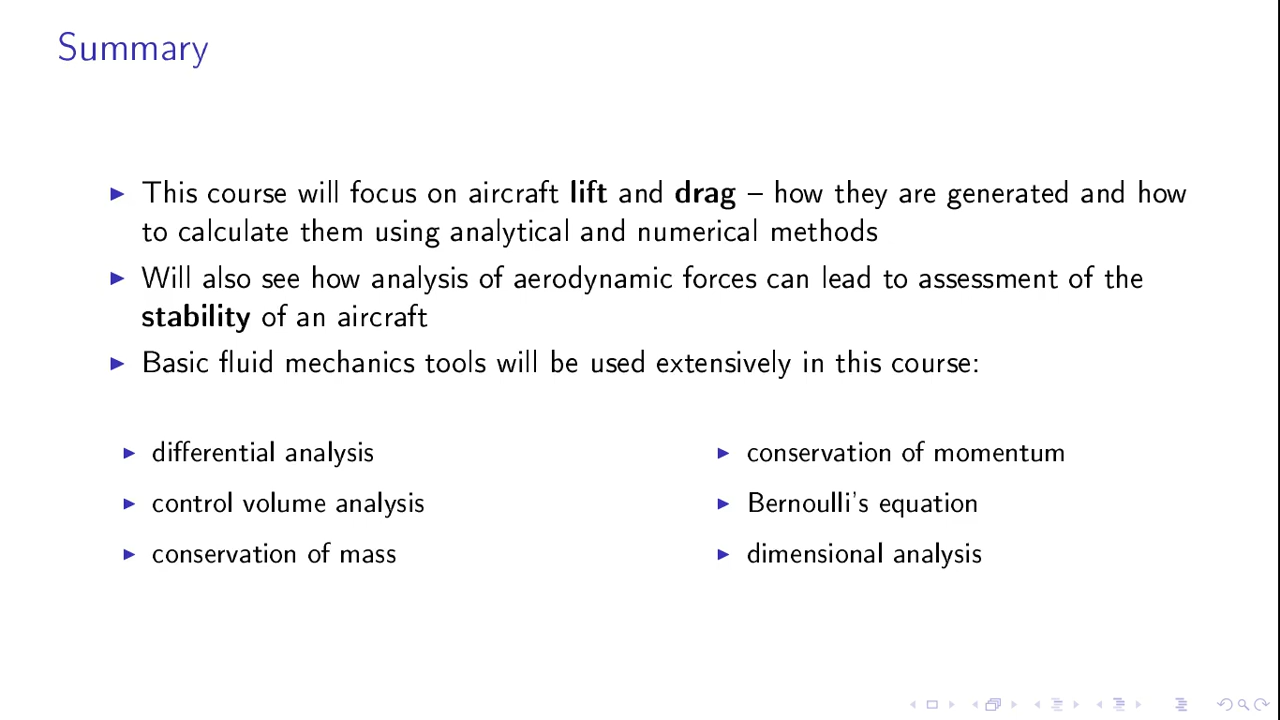 Summary
This course will focus on aircraft lift and drag – how they are generated and how
to calculate them using analytical and numerical methods
Will also see how analysis of aerodynamic forces can lead to assessment of the
stability of an aircraft
Basic fluid mechanics tools will be used extensively in this course:
differential analysis
control volume analysis
conservation of mass
conservation of momentum
Bernoulli's equation
dimensional analysis